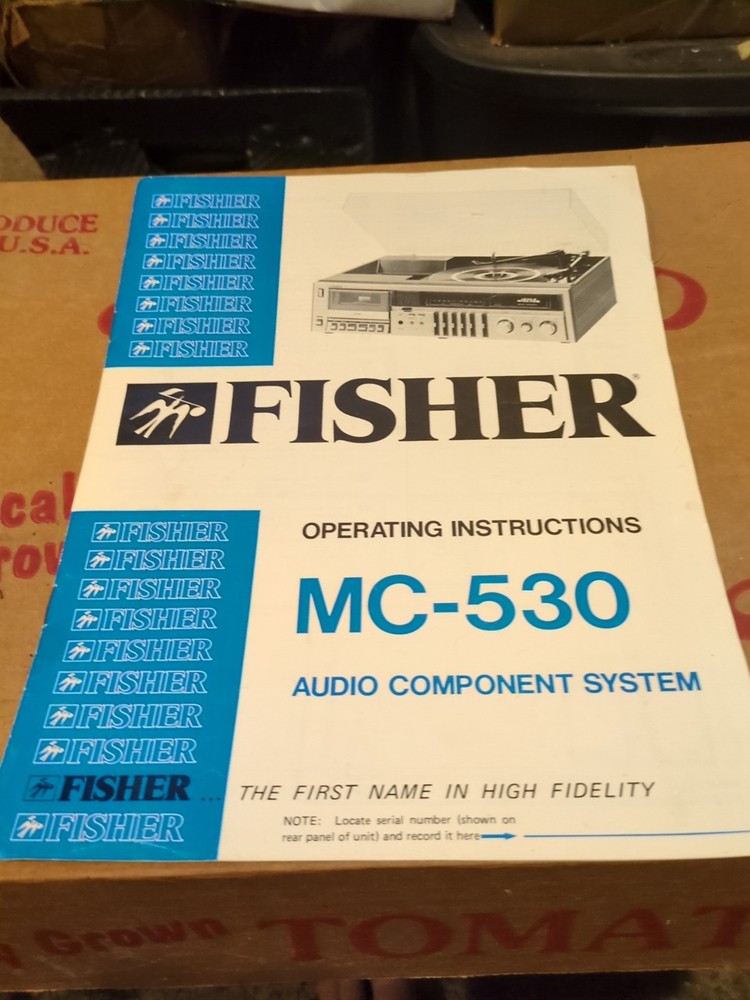 ODUCE
U.S.A.
FISHER
FISHER
FISHER
FISHER
FISHER
FISHER
FISHER
FISHER
FISHER®
FISHER
FISHER
FISHER
FISHER
FISHER
FISHER
FISHER
FISHER
OPERATING INSTRUCTIONS
MC-530
AUDIO COMPONENT SYSTEM
FISHER... THE FIRST NAME IN HIGH FIDELITY
FISHER
NOTE: Locate serial number (shown on
rear panel of unit) and record it here
cal
row
Grown
TOMAT